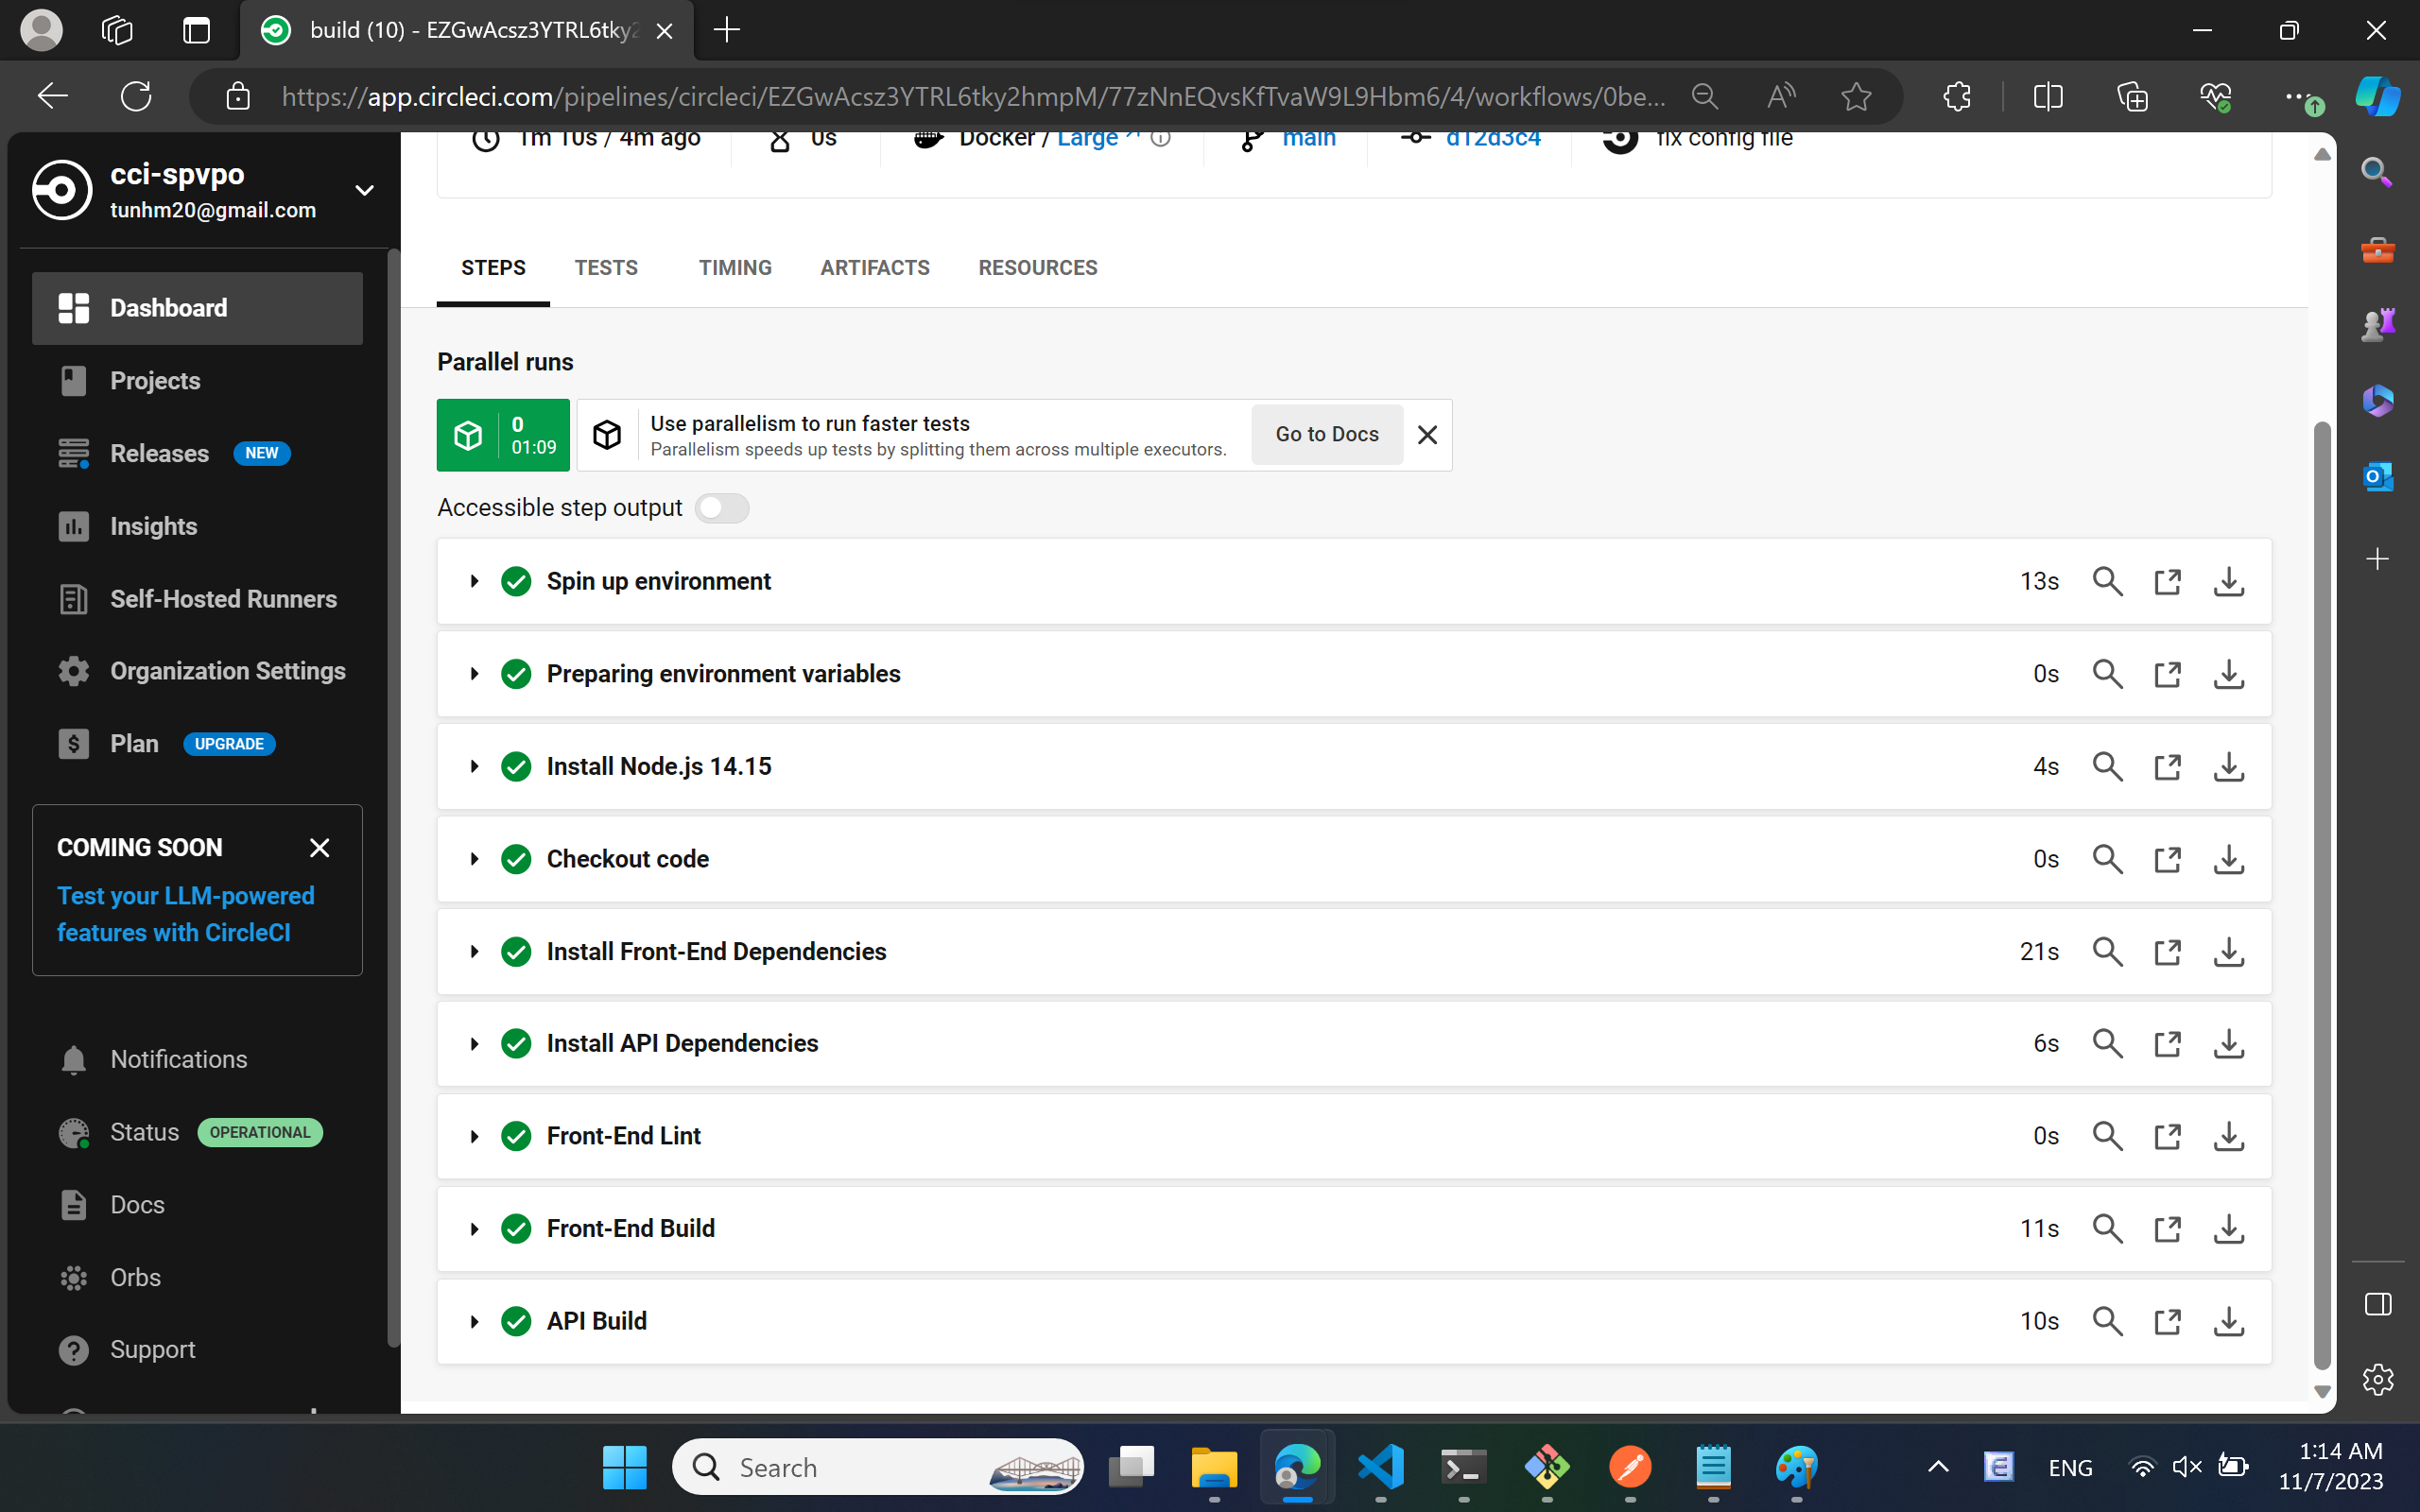 build (10) - EZGwAcsz3YTRL6tky2
https://app.circleci.com/pipelines/circleci/EZGwAcsz3YTRL6tky2hmpM/77zNnEQvsKfTvaW9L9Hbm6/4/workflows/0be...
cci-spvpo
tunhm20@gmail.com
Dashboard
Projects
Releases NEW
Insights
Self-Hosted Runners
Organization Settings
Plan UPGRADE
COMING SOON
Test your LLM-powered
features with CircleCI
Notifications
Status OPERATIONAL
Docs
Orbs
Support
1m 10s / 4m ago 0s Docker / Large main d12d3c4 fix config file
STEPS TESTS TIMING ARTIFACTS RESOURCES
Parallel runs
0
01:09
Use parallelism to run faster tests
Parallelism speeds up tests by splitting them across multiple executors.
Go to Docs
Accessible step output
Spin up environment 13s
Preparing environment variables 0s
Install Node.js 14.15 4s
Checkout code 0s
Install Front-End Dependencies 21s
Install API Dependencies 6s
Front-End Lint 0s
Front-End Build 11s
API Build 10s
Search
ENG
1:14 AM
11/7/2023